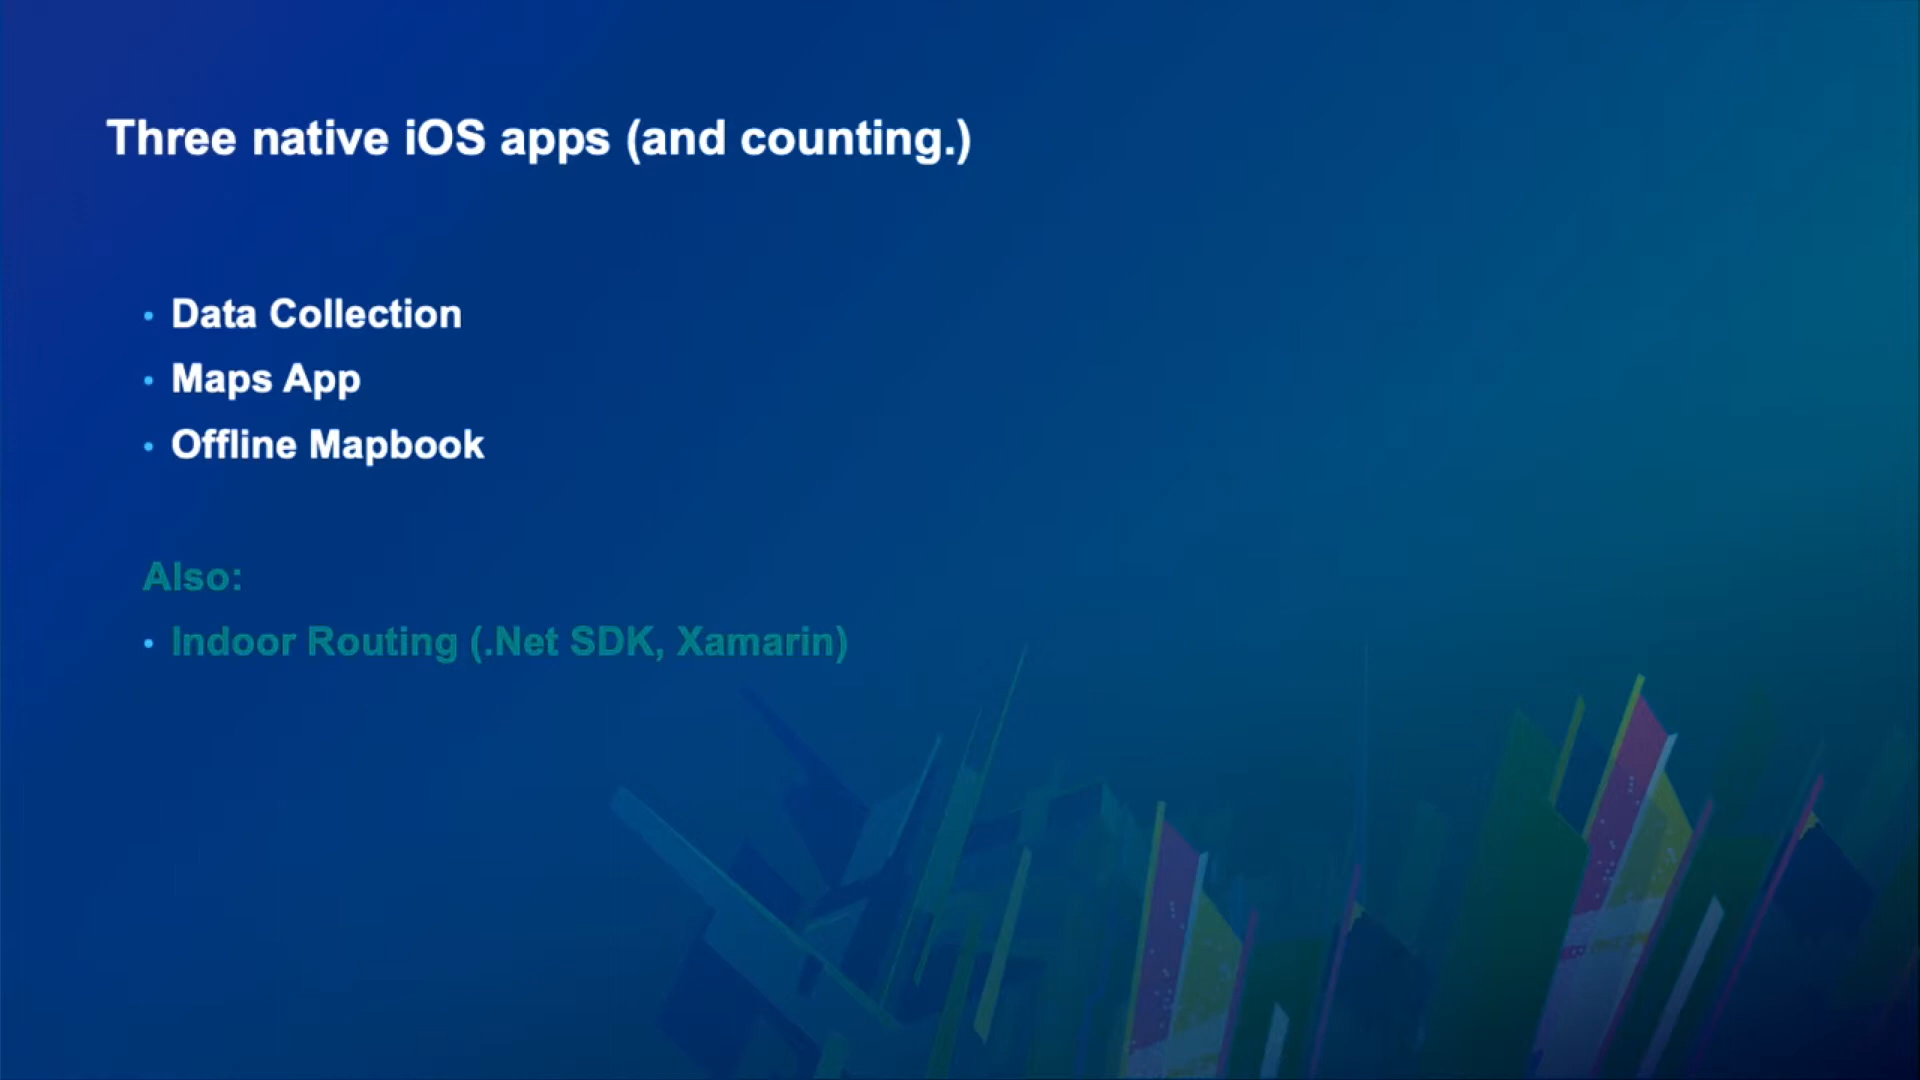 Three native iOS apps (and counting.)
• Data Collection
• Maps App
• Offline Mapbook
Also:
• Indoor Routing (.Net SDK, Xamarin)